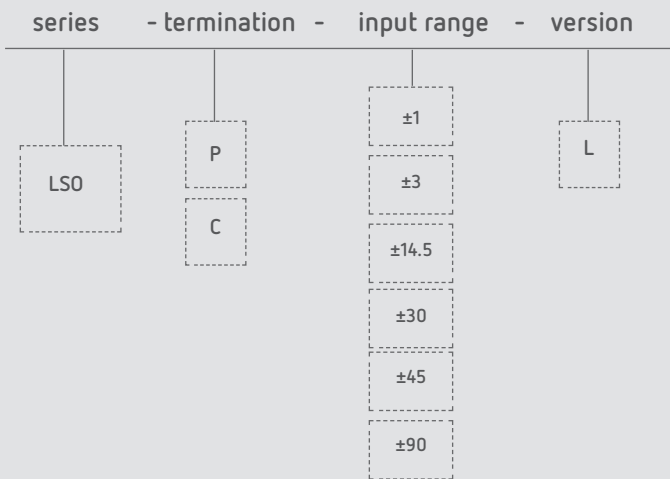 series - termination - input range - version
LSO
P
C
±1
±3
±14.5
±30
±45
±90
L